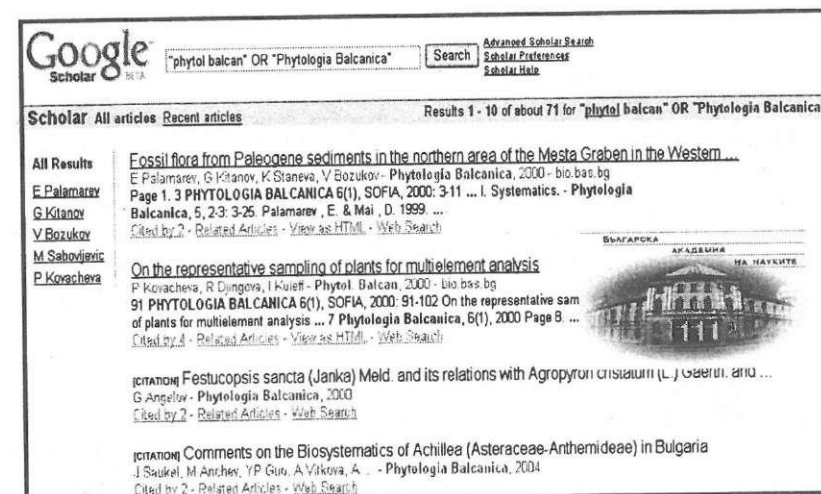 Google
Scholar BETA
"phytol balcan" OR "Phytologia Balcanica"
Search
Advanced Scholar Search
Scholar Preferences
Scholar Help
Scholar All articles Recent articles
Results 1 - 10 of about 71 for "phytol balcan" OR "Phytologia Balcanica
All Results
E Palamarev
G Kitanov
V Bozukov
M Sabovljevic
P Kovacheva
Fossil flora from Paleogene sediments in the northern area of the Mesta Graben in the Western ...
E Palamarev, G Kitanov, K Staneva, V Bozukov - Phytologia Balcanica, 2000 - bio.bas.bg
Page 1. 3 PHYTOLOGIA BALCANICA 6(1), SOFIA, 2000: 3-11 ... I. Systematics. - Phytologia
Balcanica, 5, 2-3: 3-25. Palamarev , E. & Mai , D. 1999. ...
Cited by 2 - Related Articles - View as HTML - Web Search
On the representative sampling of plants for multielement analysis
P Kovacheva, R Djingova, I Kuleff - Phytol. Balcan, 2000 - bio.bas.bg
91 PHYTOLOGIA BALCANICA 6(1), SOFIA, 2000: 91-102 On the representative sam
of plants for multielement analysis ... 7 Phytologia Balcanica, 6(1), 2000 Page 8. ...
Cited by 4 - Related Articles - View as HTML - Web Search
БЪЛГАРСКА
АКАДЕМИЯ
НА НАУКИТЕ
[CITATION] Festucopsis sancta (Janka) Meld. and its relations with Agropyron cristatum (L.) Gaertn. and ...
G Angelov - Phytologia Balcanica, 2000
Cited by 2 - Related Articles - Web Search
[CITATION] Comments on the Biosystematics of Achillea (Asteraceae-Anthemideae) in Bulgaria
J Saukel, M Anchev, YP Guo, A Vitkova, A ... - Phytologia Balcanica, 2004
Cited by 2 - Related Articles - Web Search